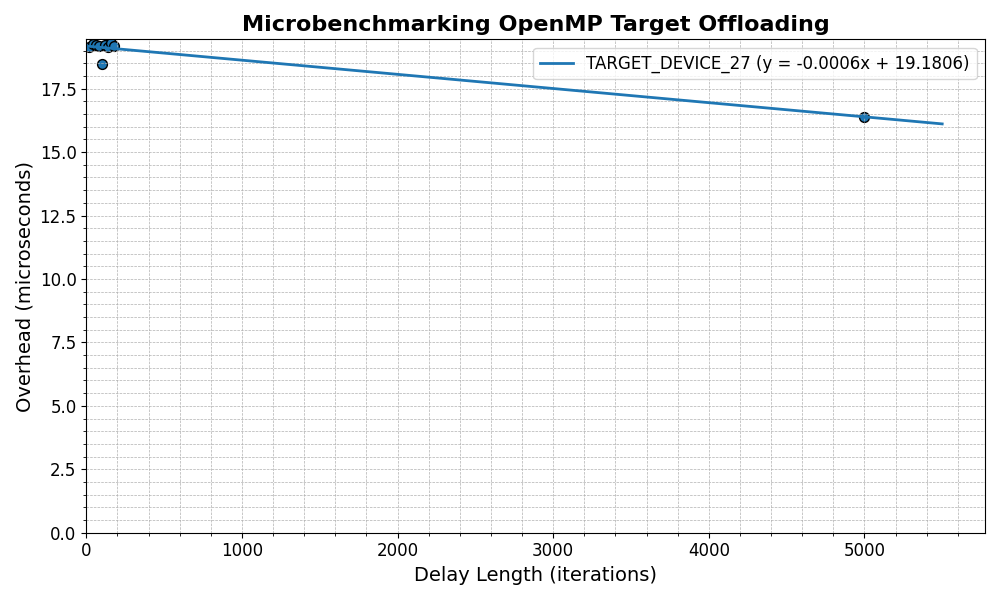 Microbenchmarking OpenMP Target Offloading
TARGET_DEVICE_27 (y = -0.0006x + 19.1806)
Overhead (microseconds)
17.5
15.0
12.5
10.0
7.5
5.0
2.5
0.0
0 1000 2000 3000 4000 5000
Delay Length (iterations)